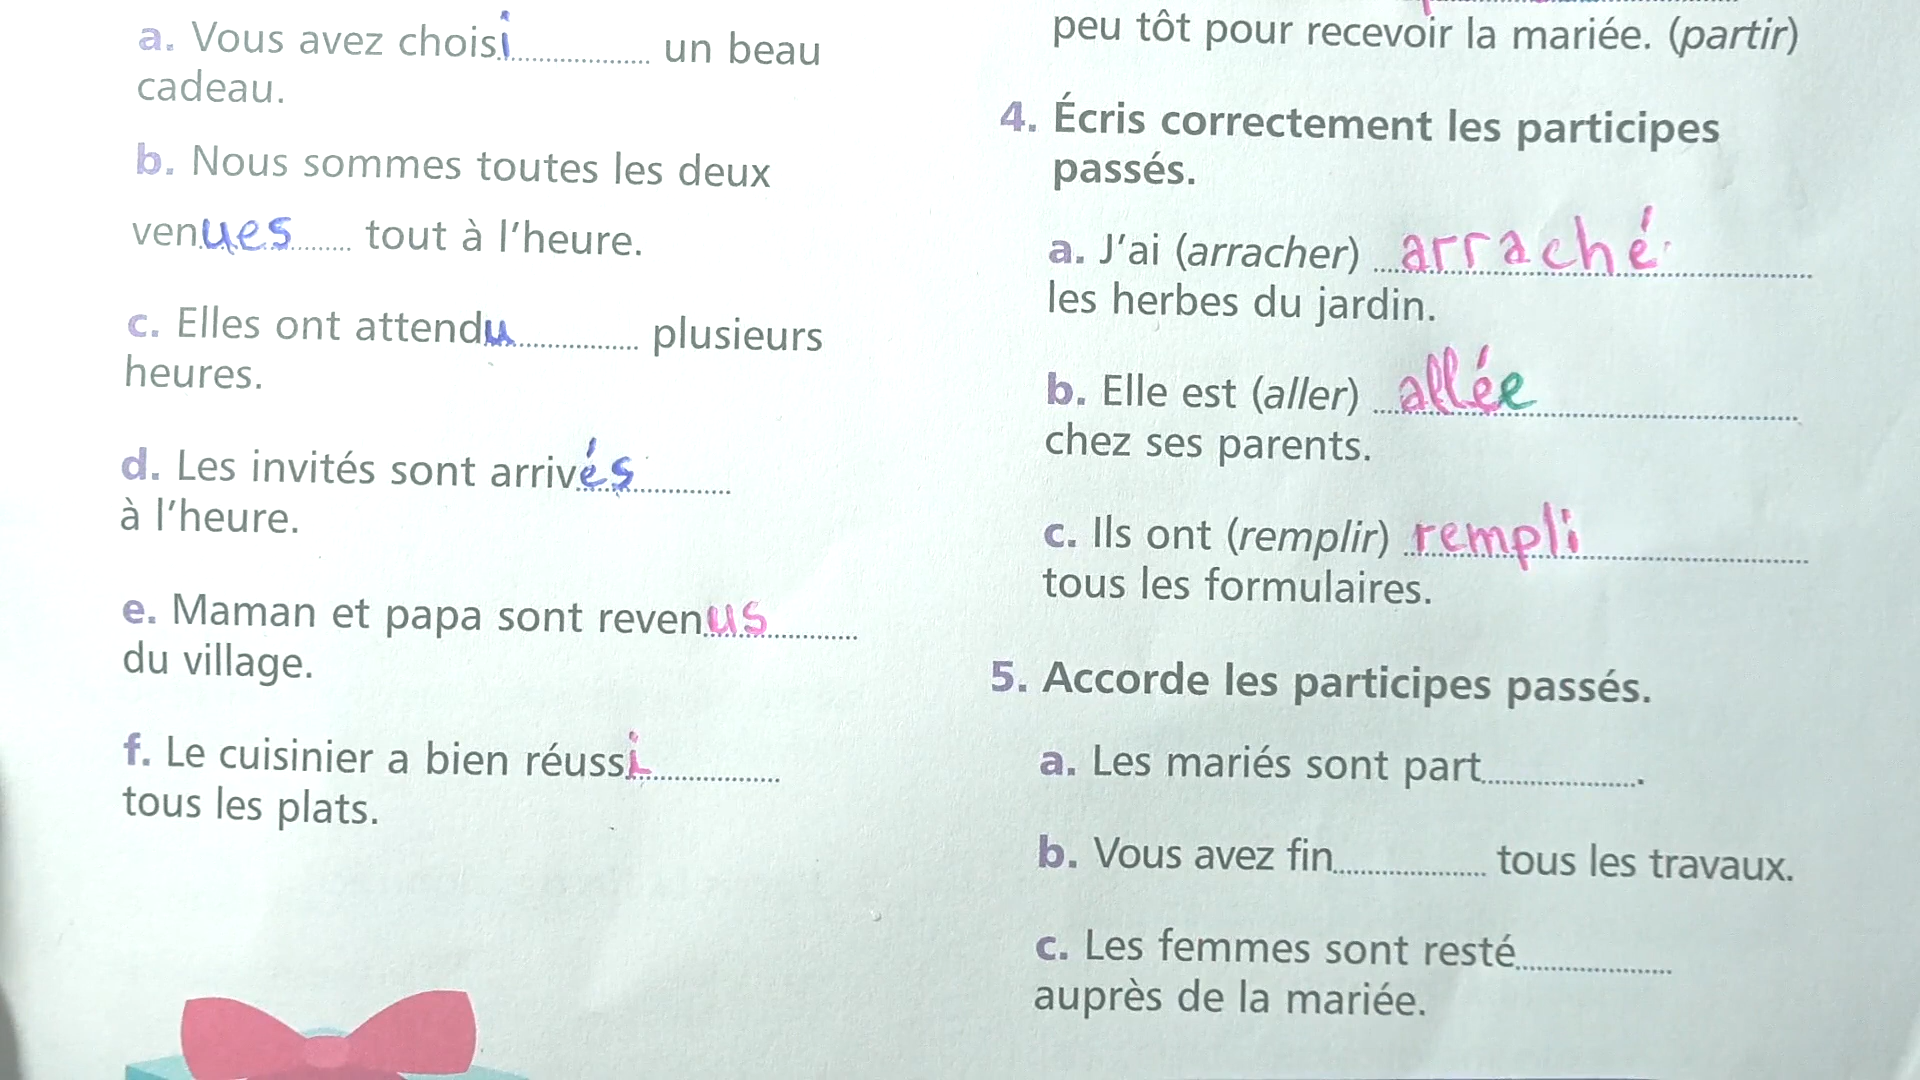 a. Vous avez choisi un beau
cadeau.
b. Nous sommes toutes les deux
venues tout à l'heure.
c. Elles ont attendu plusieurs
heures.
d. Les invités sont arrivés
à l'heure.
e. Maman et papa sont revenus
du village.
f. Le cuisinier a bien réussi
tous les plats.
peu tôt pour recevoir la mariée. (partir)
4. Écris correctement les participes
passés.
a. J'ai (arracher) arraché
les herbes du jardin.
b. Elle est (aller) allée
chez ses parents.
c. Ils ont (remplir) rempli
tous les formulaires.
5. Accorde les participes passés.
a. Les mariés sont part..........
b. Vous avez fin.......... tous les travaux.
c. Les femmes sont resté..........
auprès de la mariée.